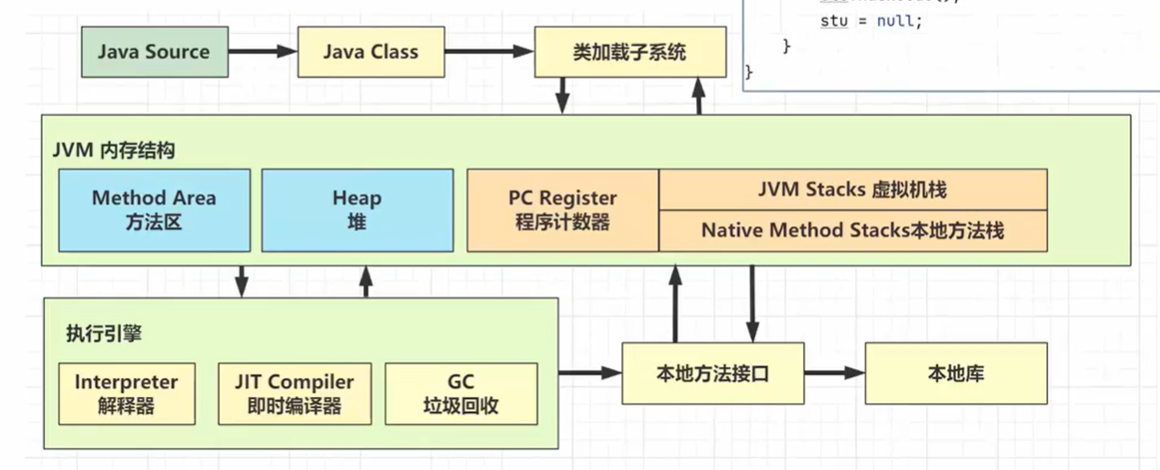 stu = null;
}
}
Java Source
Java Class
类加载子系统
JVM 内存结构
Method Area
方法区
Heap
堆
PC Register
程序计数器
JVM Stacks 虚拟机栈
Native Method Stacks本地方法栈
执行引擎
Interpreter
解释器
JIT Compiler
即时编译器
GC
垃圾回收
本地方法接口
本地库